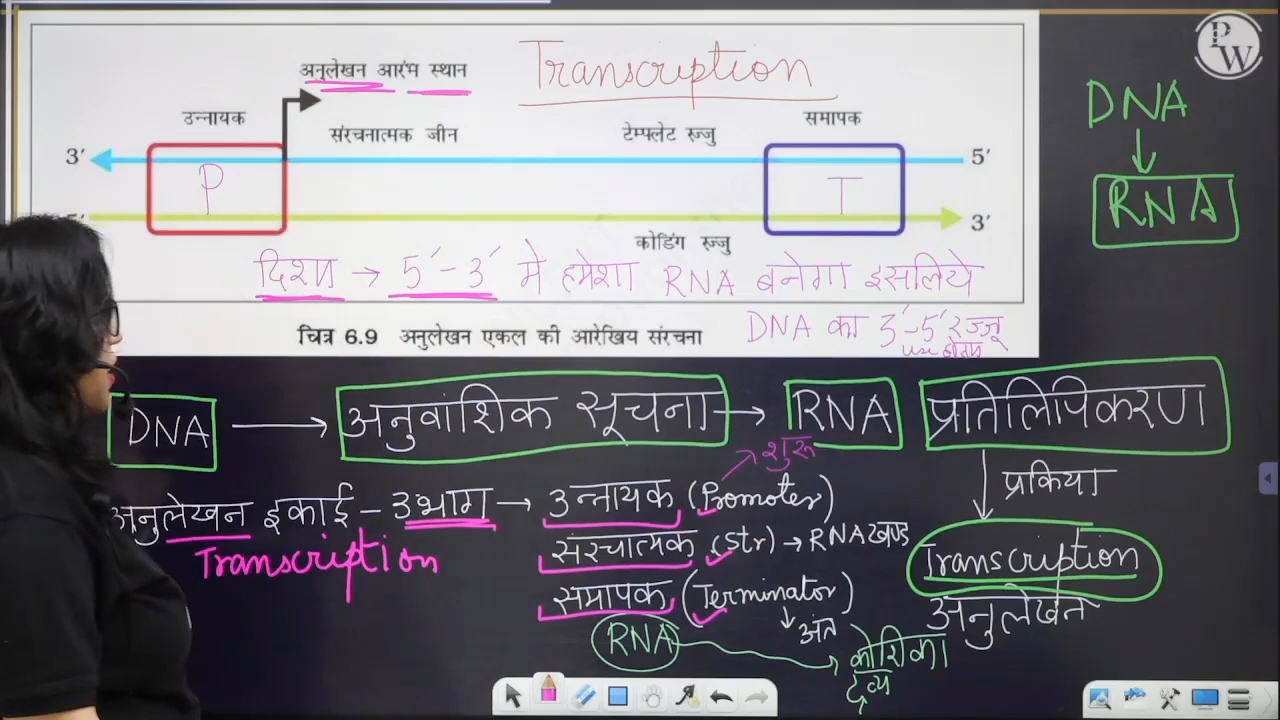 PW
अनुलेखन आरंभ स्थान
Transcription
उन्नायक
संरचनात्मक जीन
टेम्पलेट रज्जु
समापक
3′
5′
P
T
3′
कोडिंग रज्जु
दिशा → 5′-3′ मे हमेशा RNA बनेगा इसलिये
DNA का 3′-5′ रज्जू
use होगा
चित्र 6.9 अनुलेखन एकल की आरेखिय संरचना
DNA
↓
RNA
DNA → अनुवांशिक सूचना → RNA
प्रतिलिपिकरण
शुरू
प्रकिया
अनुलेखन इकाई - 3भाग → उन्नायक (Promoter)
Transcription
संरचात्मक (Str) → RNA खण्ड
समापक (Terminator)
अंत
Transcription
अनुलेखन
RNA
कोशिका
द्रव्य